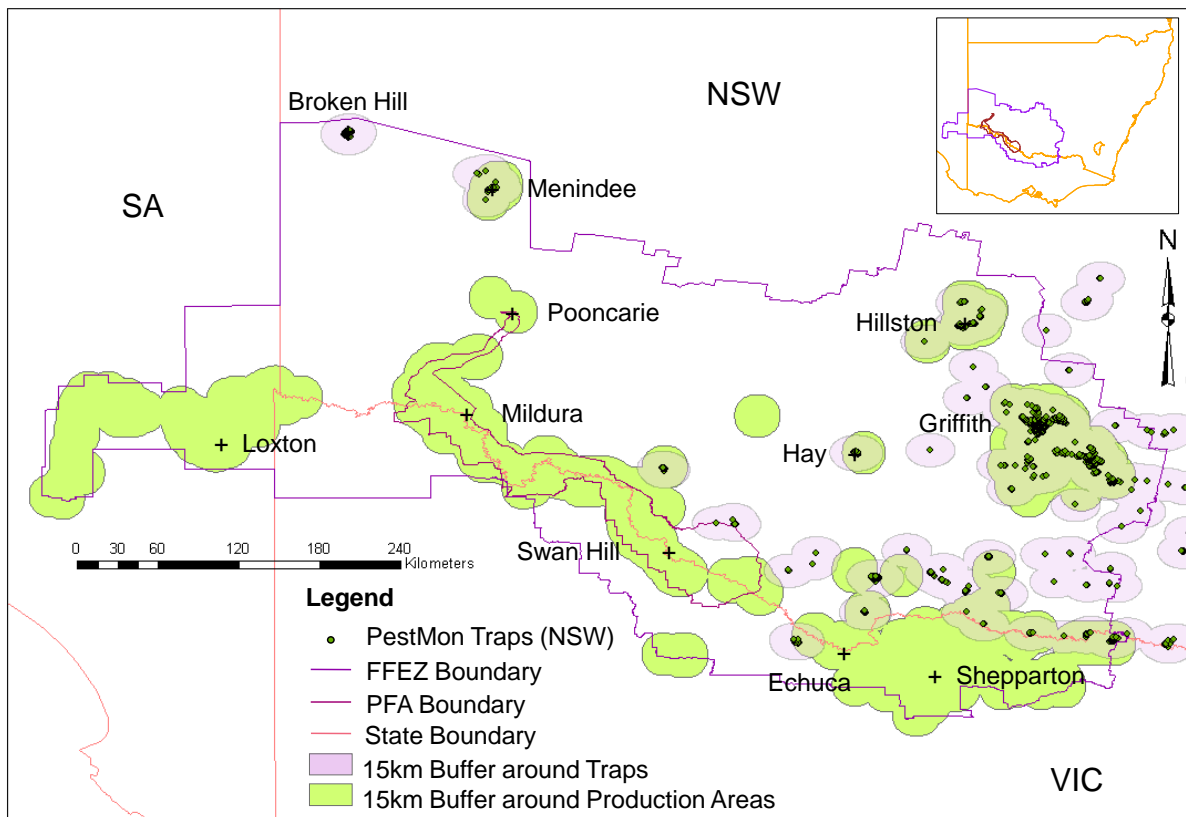 NSW
Broken Hill
Menindee
SA
N
Pooncarie
Hillston
Mildura
Griffith
Loxton
Hay
Swan Hill
0 30 60 120 180 240
Kilometers
Legend
PestMon Traps (NSW)
FFEZ Boundary
PFA Boundary
State Boundary
15km Buffer around Traps
15km Buffer around Production Areas
Echuca
Shepparton
VIC